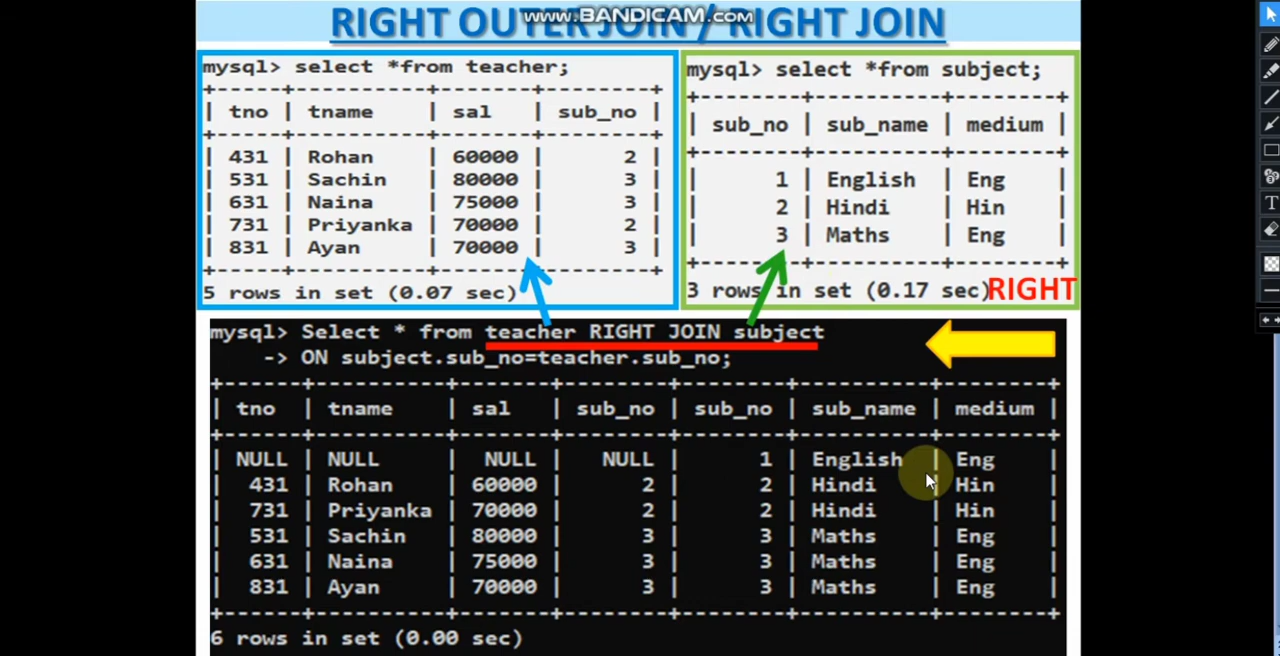 RIGHT OUTER JOIN / RIGHT JOIN
www.BANDICAM.com
mysql> select *from teacher;
+-----+----------+-------+--------+
| tno | tname | sal | sub_no |
+-----+----------+-------+--------+
| 431 | Rohan | 60000 | 2 |
| 531 | Sachin | 80000 | 3 |
| 631 | Naina | 75000 | 3 |
| 731 | Priyanka | 70000 | 2 |
| 831 | Ayan | 70000 | 3 |
+-----+----------+-------+--------+
5 rows in set (0.07 sec)
mysql> select *from subject;
+--------+----------+--------+
| sub_no | sub_name | medium |
+--------+----------+--------+
| 1 | English | Eng |
| 2 | Hindi | Hin |
| 3 | Maths | Eng |
+--------+----------+--------+
3 rows in set (0.17 sec)
RIGHT
mysql> Select * from teacher RIGHT JOIN subject
-> ON subject.sub_no=teacher.sub_no;
+------+----------+-------+--------+--------+----------+--------+
| tno | tname | sal | sub_no | sub_no | sub_name | medium |
+------+----------+-------+--------+--------+----------+--------+
| NULL | NULL | NULL | NULL | 1 | English | Eng |
| 431 | Rohan | 60000 | 2 | 2 | Hindi | Hin |
| 731 | Priyanka | 70000 | 2 | 2 | Hindi | Hin |
| 531 | Sachin | 80000 | 3 | 3 | Maths | Eng |
| 631 | Naina | 75000 | 3 | 3 | Maths | Eng |
| 831 | Ayan | 70000 | 3 | 3 | Maths | Eng |
+------+----------+-------+--------+--------+----------+--------+
6 rows in set (0.00 sec)